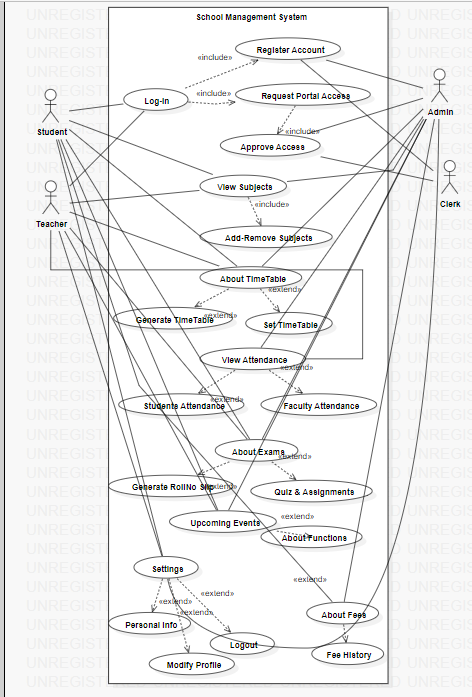 UNREGISTERED
School Management System
Register Account
«include»
Log-In
«include»
Request Portal Access
Admin
Student
«include»
Approve Access
View Subjects
Clerk
Teacher
«include»
Add-Remove Subjects
About TimeTable
«extend»
Generate TimeTable
«extend»
Set TimeTable
View Attendance
«extend»
Students Attendance
«extend»
Faculty Attendance
About Exams
«extend»
Generate RollNo Slip
«extend»
Quiz & Assignments
Upcoming Events
«extend»
About Functions
Settings
«extend»
«extend»
«extend»
«extend»
Personal Info
About Fees
Logout
Fee History
Modify Profile